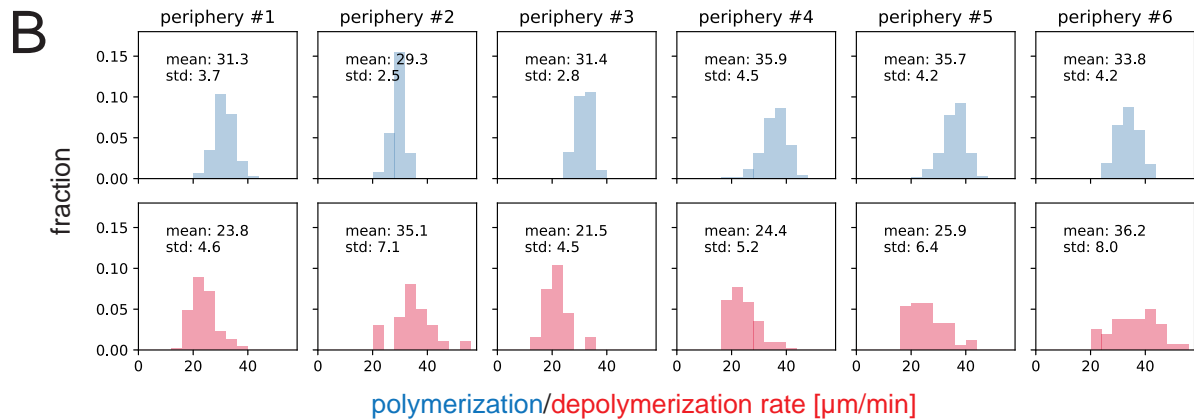 B
periphery #1 periphery #2 periphery #3 periphery #4 periphery #5 periphery #6
fraction
0.15
0.10
0.05
0.00
mean: 31.3
std: 3.7
mean: 29.3
std: 2.5
mean: 31.4
std: 2.8
mean: 35.9
std: 4.5
mean: 35.7
std: 4.2
mean: 33.8
std: 4.2
0.15
0.10
0.05
0.00
mean: 23.8
std: 4.6
mean: 35.1
std: 7.1
mean: 21.5
std: 4.5
mean: 24.4
std: 5.2
mean: 25.9
std: 6.4
mean: 36.2
std: 8.0
0 20 40 0 20 40 0 20 40 0 20 40 0 20 40 0 20 40
polymerization/depolymerization rate [µm/min]